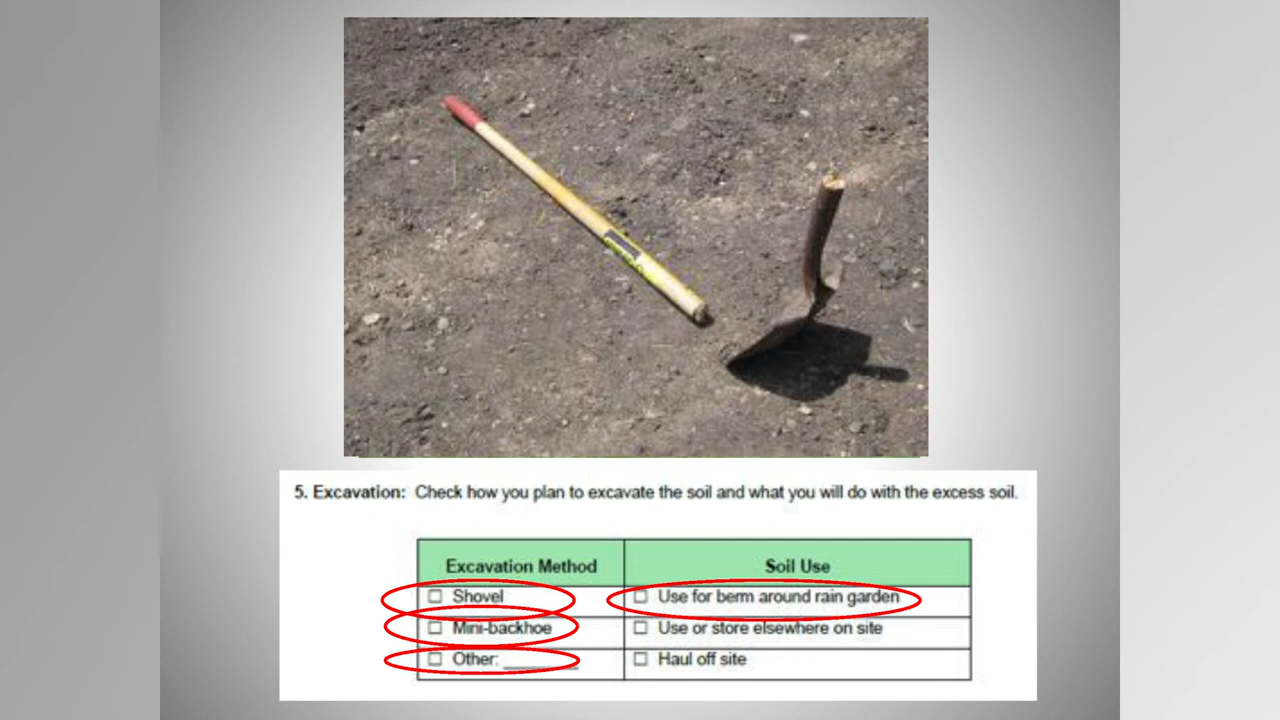 5. Excavation: Check how you plan to excavate the soil and what you will do with the excess soil.
Excavation Method Soil Use
☐ Shovel ☐ Use for berm around rain garden
☐ Mini-backhoe ☐ Use or store elsewhere on site
☐ Other: ________ ☐ Haul off site